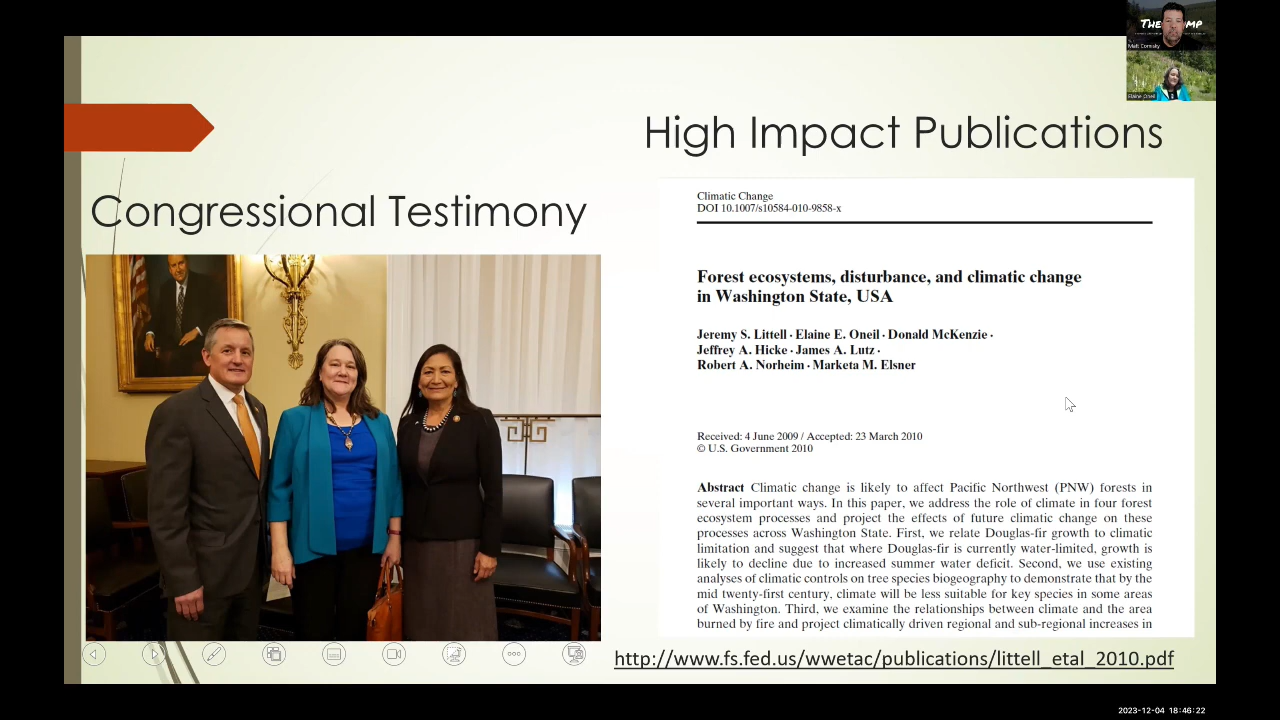 THE
MP
Matt Comisky
Elaine Oneil
High Impact Publications
Congressional Testimony
Climatic Change
DOI 10.1007/s10584-010-9858-x
Forest ecosystems, disturbance, and climatic change
in Washington State, USA
Jeremy S. Littell · Elaine E. Oneil · Donald McKenzie ·
Jeffrey A. Hicke · James A. Lutz ·
Robert A. Norheim · Marketa M. Elsner
Received: 4 June 2009 / Accepted: 23 March 2010
© U.S. Government 2010
Abstract Climatic change is likely to affect Pacific Northwest (PNW) forests in
several important ways. In this paper, we address the role of climate in four forest
ecosystem processes and project the effects of future climatic change on these
processes across Washington State. First, we relate Douglas-fir growth to climatic
limitation and suggest that where Douglas-fir is currently water-limited, growth is
likely to decline due to increased summer water deficit. Second, we use existing
analyses of climatic controls on tree species biogeography to demonstrate that by the
mid twenty-first century, climate will be less suitable for key species in some areas
of Washington. Third, we examine the relationships between climate and the area
burned by fire and project climatically driven regional and sub-regional increases in
http://www.fs.fed.us/wwetac/publications/littell_etal_2010.pdf
2023-12-04 18:46:22